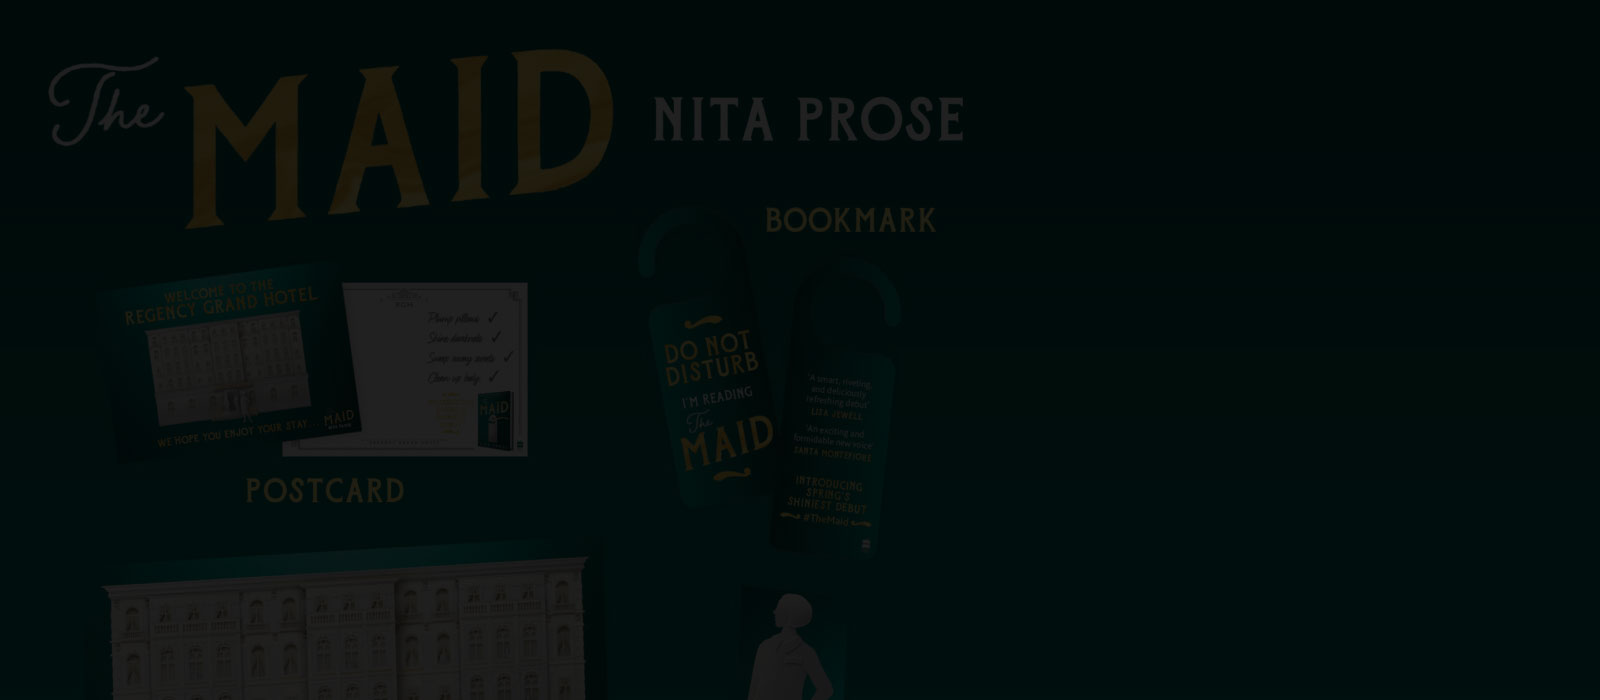 The MAID NITA PROSE
BOOKMARK
WELCOME TO THE
REGENCY GRAND HOTEL
WE HOPE YOU ENJOY YOUR STAY... MAID
Plump pillows ✓
Shine doorknobs ✓
Sweep away secrets ✓
Clean up body ✓
MAID
POSTCARD
DO NOT
DISTURB
I'M READING
The
MAID
'A smart, riveting,
and deliciously
refreshing debut'
LISA JEWELL
'An exciting and
formidable new voice'
SANTA MONTEFIORE
INTRODUCING
SPRING'S
SHINIEST DEBUT
#TheMaid